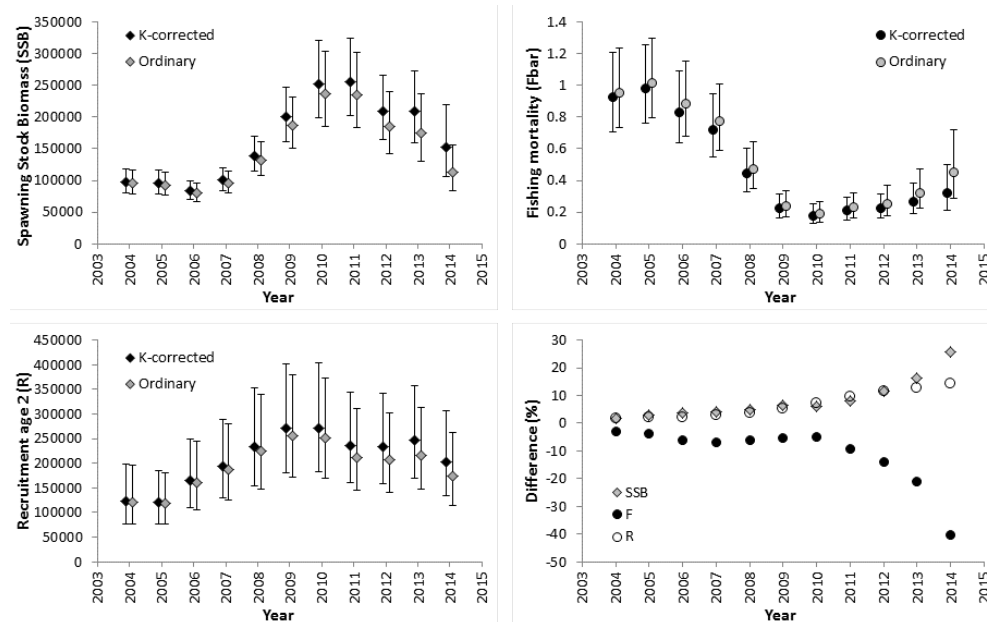 Spawning Stock Biomass (SSB)
350000
300000
250000
200000
150000
100000
50000
0
K-corrected
Ordinary
2003 2004 2005 2006 2007 2008 2009 2010 2011 2012 2013 2014 2015
Year
Fishing mortality (Fbar)
1.4
1.2
1
0.8
0.6
0.4
0.2
0
K-corrected
Ordinary
2003 2004 2005 2006 2007 2008 2009 2010 2011 2012 2013 2014 2015
Year
Recruitment age 2 (R)
450000
400000
350000
300000
250000
200000
150000
100000
50000
0
K-corrected
Ordinary
2003 2004 2005 2006 2007 2008 2009 2010 2011 2012 2013 2014 2015
Year
Difference (%)
30
20
10
0
-10
-20
-30
-40
-50
SSB
F
R
2003 2004 2005 2006 2007 2008 2009 2010 2011 2012 2013 2014 2015
Year